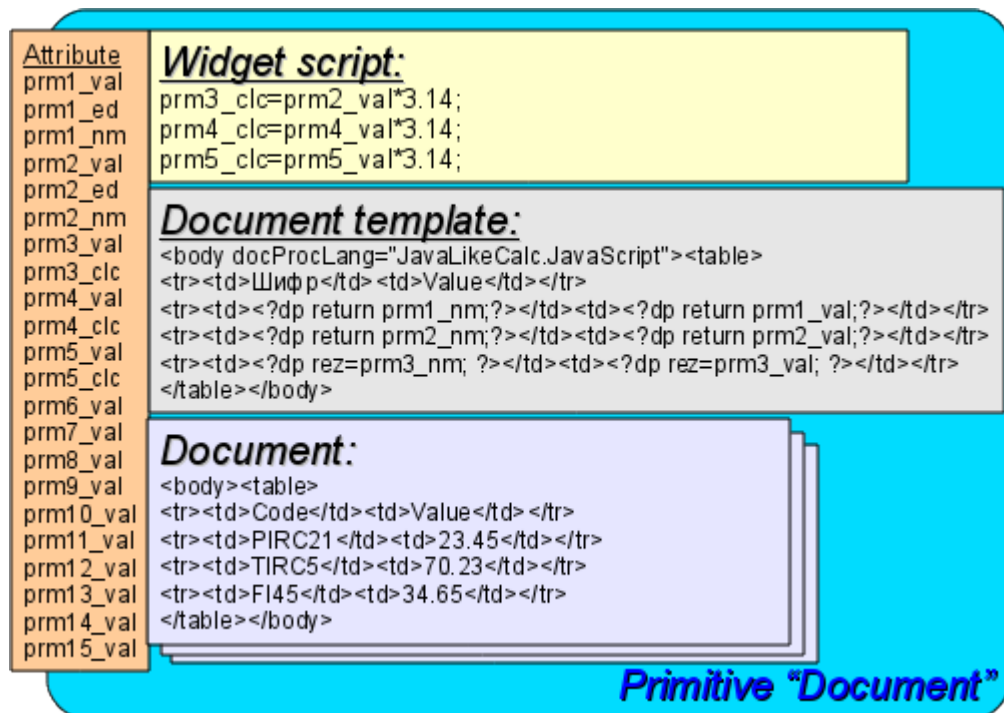 Attribute
prm1_val
prm1_ed
prm1_nm
prm2_val
prm2_ed
prm2_nm
prm3_val
prm3_clc
prm4_val
prm4_clc
prm5_val
prm5_clc
prm6_val
prm7_val
prm8_val
prm9_val
prm10_val
prm11_val
prm12_val
prm13_val
prm14_val
prm15_val
Widget script:
prm3_clc=prm2_val*3.14;
prm4_clc=prm4_val*3.14;
prm5_clc=prm5_val*3.14;
Document template:
<body docProcLang="JavaLikeCalc.JavaScript"><table>
<tr><td>Шифр</td><td>Value</td></tr>
<tr><td><?dp return prm1_nm;?></td><td><?dp return prm1_val;?></td></tr>
<tr><td><?dp return prm2_nm;?></td><td><?dp return prm2_val;?></td></tr>
<tr><td><?dp rez=prm3_nm; ?></td><td><?dp rez=prm3_val; ?></td></tr>
</table></body>
Document:
<body><table>
<tr><td>Code</td><td>Value</td></tr>
<tr><td>PIRC21</td><td>23.45</td></tr>
<tr><td>TIRC5</td><td>70.23</td></tr>
<tr><td>FI45</td><td>34.65</td></tr>
</table></body>
Primitive “Document”